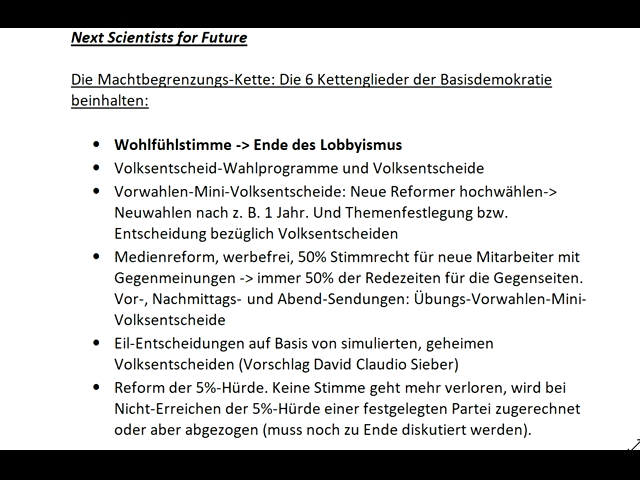 Next Scientists for Future
Die Machtbegrenzungs-Kette: Die 6 Kettenglieder der Basisdemokratie
beinhalten:
• Wohlfühlstimme -> Ende des Lobbyismus
• Volksentscheid-Wahlprogramme und Volksentscheide
• Vorwahlen-Mini-Volksentscheide: Neue Reformer hochwählen->
Neuwahlen nach z. B. 1 Jahr. Und Themenfestlegung bzw.
Entscheidung bezüglich Volksentscheiden
• Medienreform, werbefrei, 50% Stimmrecht für neue Mitarbeiter mit
Gegenmeinungen -> immer 50% der Redezeiten für die Gegenseiten.
Vor-, Nachmittags- und Abend-Sendungen: Übungs-Vorwahlen-Mini-
Volksentscheide
• Eil-Entscheidungen auf Basis von simulierten, geheimen
Volksentscheiden (Vorschlag David Claudio Sieber)
• Reform der 5%-Hürde. Keine Stimme geht mehr verloren, wird bei
Nicht-Erreichen der 5%-Hürde einer festgelegten Partei zugerechnet
oder aber abgezogen (muss noch zu Ende diskutiert werden).